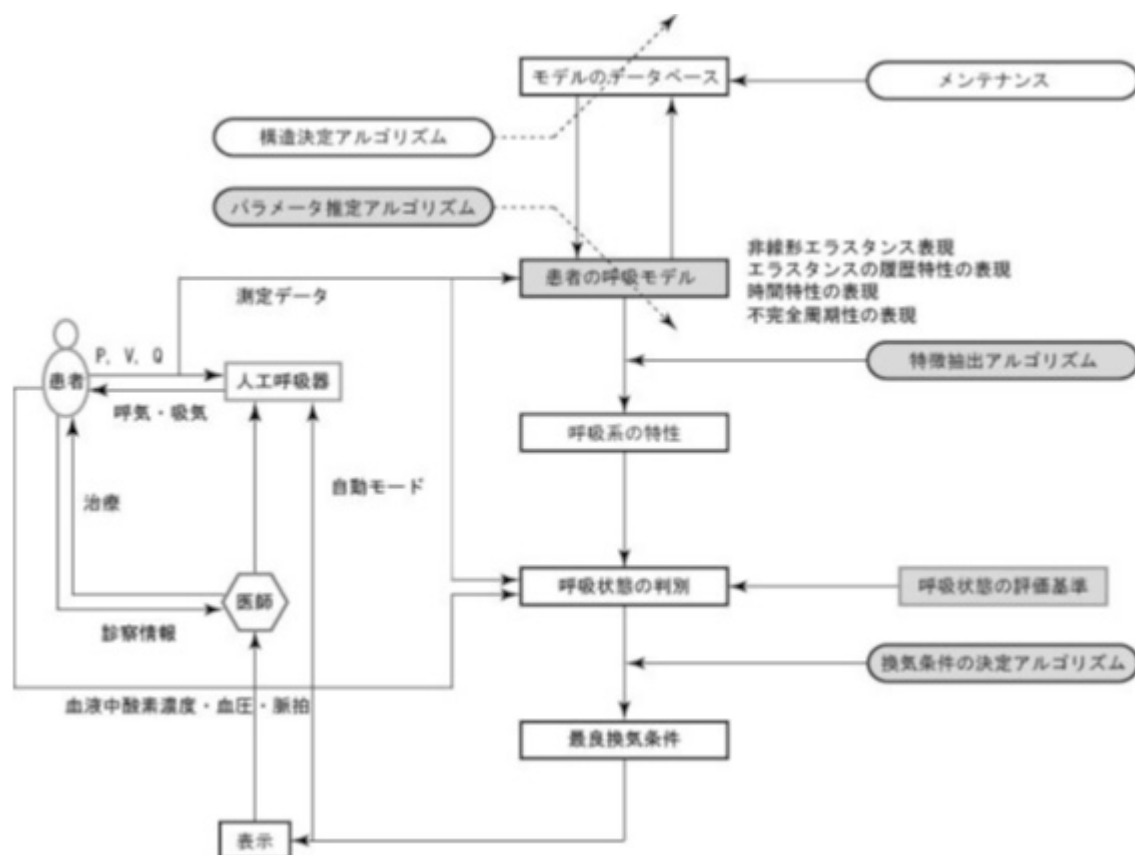 モデルのデータベース
メンテナンス
構造決定アルゴリズム
パラメータ推定アルゴリズム
患者の呼吸モデル
非線形エラスタンス表現
エラスタンスの履歴特性の表現
時間特性の表現
不完全周期性の表現
測定データ
特徴抽出アルゴリズム
患者
P, V, Q
人工呼吸器
呼気・吸気
呼吸系の特性
自動モード
治療
呼吸状態の判別
呼吸状態の評価基準
医師
診察情報
換気条件の決定アルゴリズム
血液中酸素濃度・血圧・脈拍
最良換気条件
表示